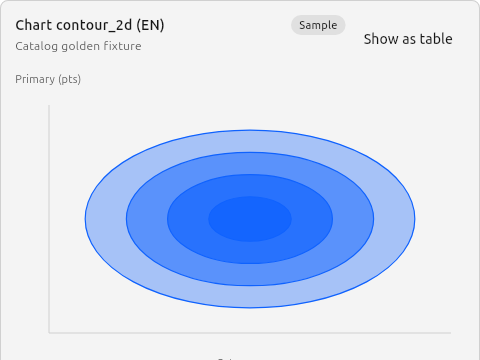 Chart contour_2d (EN)
Sample
Show as table
Catalog golden fixture
Primary (pts)